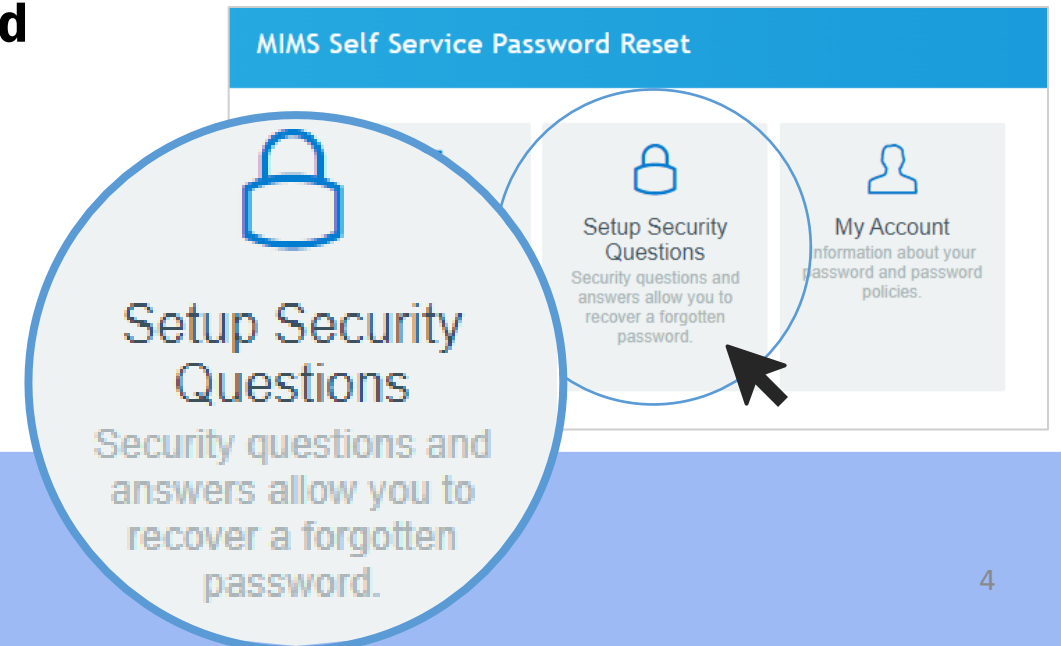 d
MIMS Self Service Password Reset
Setup Security
Questions
Security questions and
answers allow you to
recover a forgotten
password.
Setup Security
Questions
Security questions and
answers allow you to
recover a forgotten
password.
My Account
Information about your
password and password
policies.
4